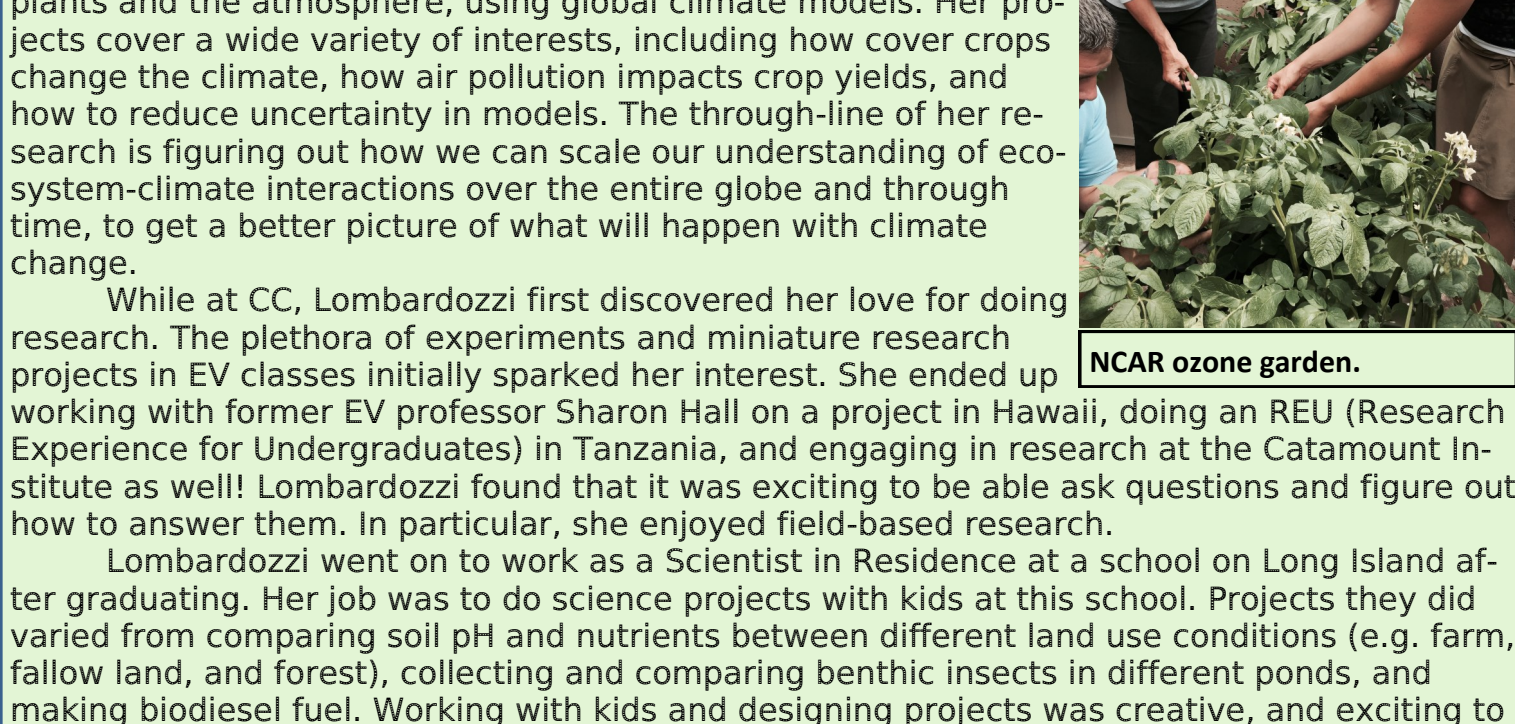 plants and the atmosphere, using global climate models. Her pro-
jects cover a wide variety of interests, including how cover crops
change the climate, how air pollution impacts crop yields, and
how to reduce uncertainty in models. The through-line of her re-
search is figuring out how we can scale our understanding of eco-
system-climate interactions over the entire globe and through
time, to get a better picture of what will happen with climate
change.
While at CC, Lombardozzi first discovered her love for doing
research. The plethora of experiments and miniature research
projects in EV classes initially sparked her interest. She ended up
working with former EV professor Sharon Hall on a project in Hawaii, doing an REU (Research
Experience for Undergraduates) in Tanzania, and engaging in research at the Catamount In-
stitute as well! Lombardozzi found that it was exciting to be able ask questions and figure out
how to answer them. In particular, she enjoyed field-based research.
Lombardozzi went on to work as a Scientist in Residence at a school on Long Island af-
ter graduating. Her job was to do science projects with kids at this school. Projects they did
varied from comparing soil pH and nutrients between different land use conditions (e.g. farm,
fallow land, and forest), collecting and comparing benthic insects in different ponds, and
making biodiesel fuel. Working with kids and designing projects was creative, and exciting to
NCAR ozone garden.